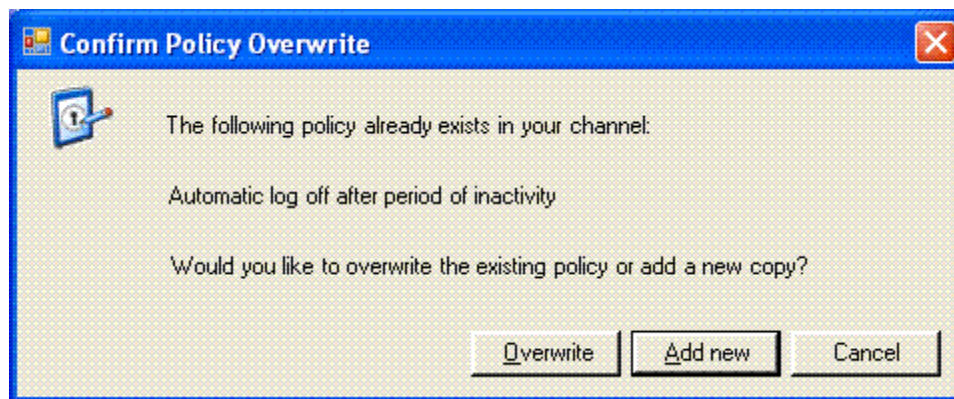 Confirm Policy Overwrite
The following policy already exists in your channel:
Automatic log off after period of inactivity
Would you like to overwrite the existing policy or add a new copy?
Overwrite Add new Cancel